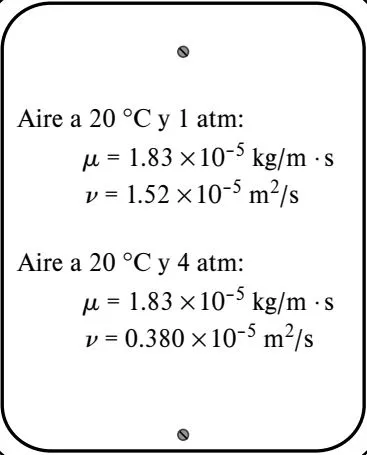 Aire a 20 °C y 1 atm:
μ = 1.83 ×10⁻⁵ kg/m · s
ν = 1.52 ×10⁻⁵ m²/s
Aire a 20 °C y 4 atm:
μ = 1.83 ×10⁻⁵ kg/m · s
ν = 0.380 ×10⁻⁵ m²/s